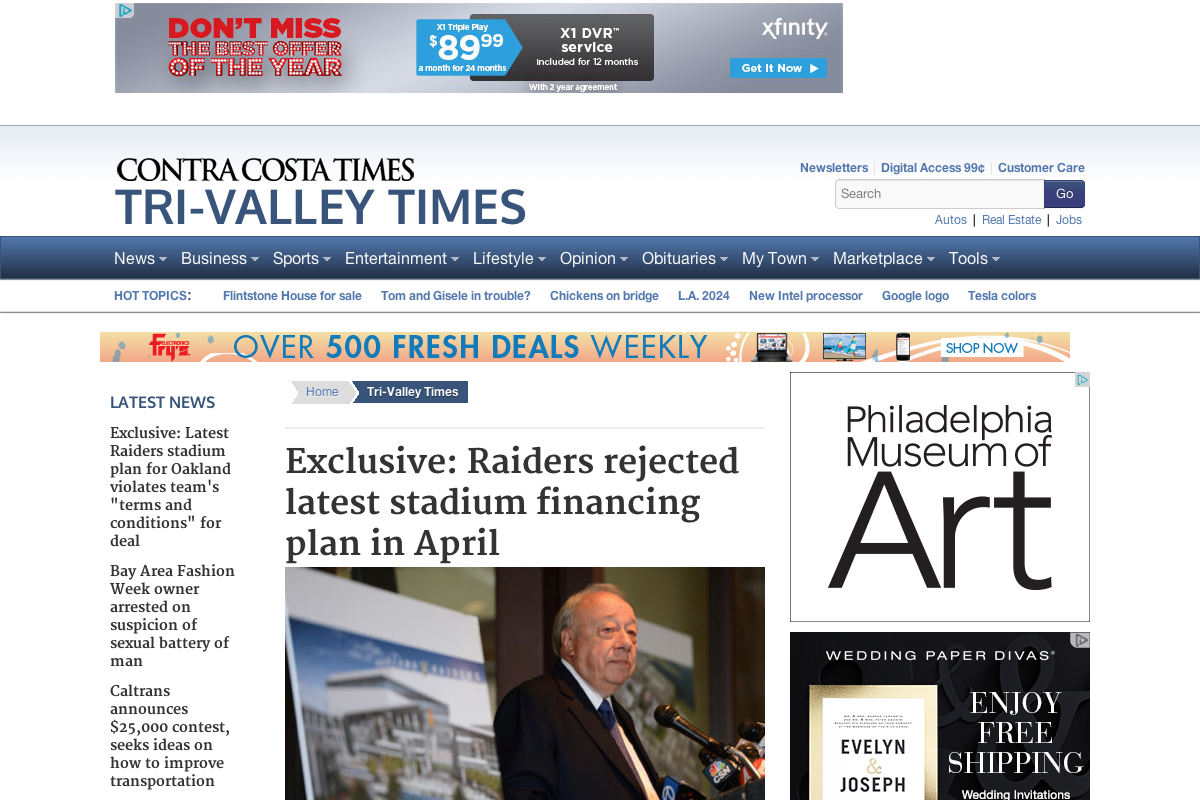 DON'T MISS
THE BEST OFFER
OF THE YEAR
X1 Triple Play
$89.99
a month for 24 months
X1 DVR™
service
included for 12 months
With 2 year agreement
xfinity
Get It Now
CONTRA COSTA TIMES
TRI-VALLEY TIMES
Newsletters Digital Access 99¢ Customer Care
Search Go
Autos | Real Estate | Jobs
News Business Sports Entertainment Lifestyle Opinion Obituaries My Town Marketplace Tools
HOT TOPICS: Flintstone House for sale Tom and Gisele in trouble? Chickens on bridge L.A. 2024 New Intel processor Google logo Tesla colors
Fry's ELECTRONICS OVER 500 FRESH DEALS WEEKLY SHOP NOW
LATEST NEWS
Exclusive: Latest
Raiders stadium
plan for Oakland
violates team's
"terms and
conditions" for
deal
Bay Area Fashion
Week owner
arrested on
suspicion of
sexual battery of
man
Caltrans
announces
$25,000 contest,
seeks ideas on
how to improve
transportation
Home Tri-Valley Times
Exclusive: Raiders rejected
latest stadium financing
plan in April
Philadelphia
Museum of
Art
WEDDING PAPER DIVAS
EVELYN
&
JOSEPH
ENJOY
FREE
SHIPPING
Wedding Invitations